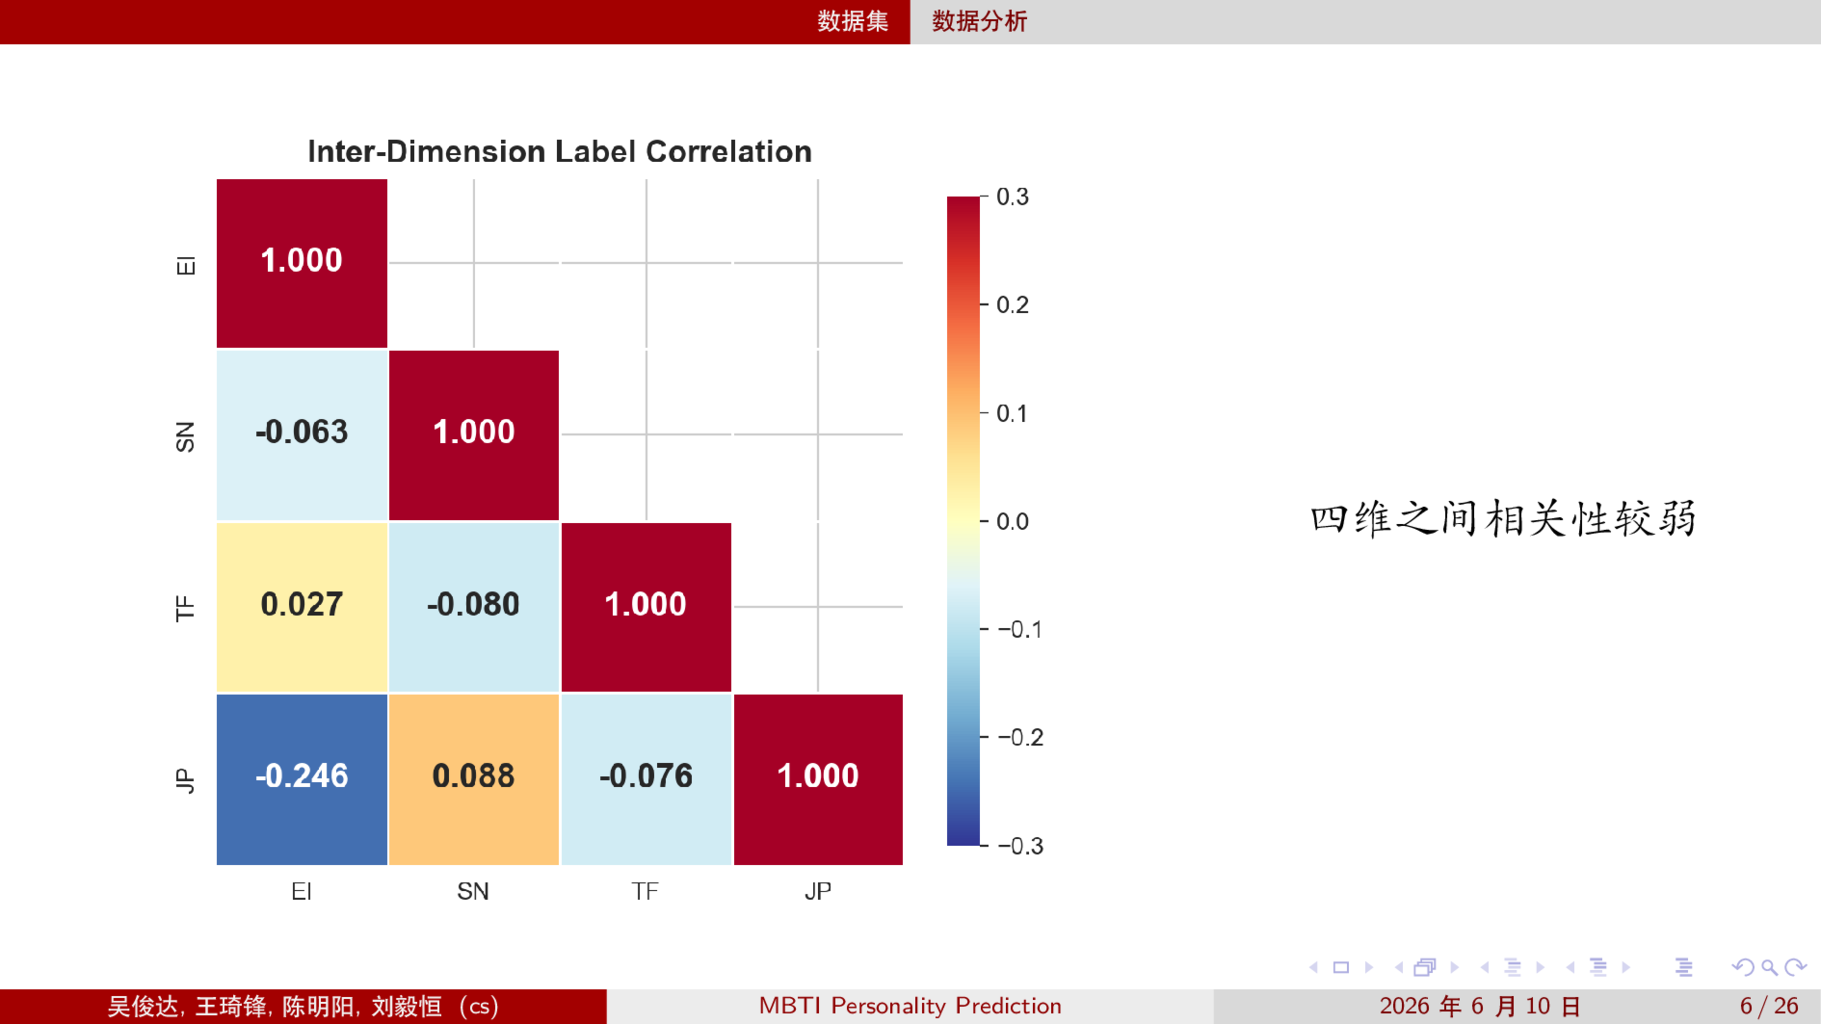 数据集 数据分析
Inter-Dimension Label Correlation
EI 1.000
SN -0.063 1.000
TF 0.027 -0.080 1.000
JP -0.246 0.088 -0.076 1.000
EI SN TF JP
0.3
0.2
0.1
0.0
−0.1
−0.2
−0.3
四维之间相关性较弱
吴俊达, 王琦锋, 陈明阳, 刘毅恒 (cs) MBTI Personality Prediction 2026 年 6 月 10 日 6 / 26